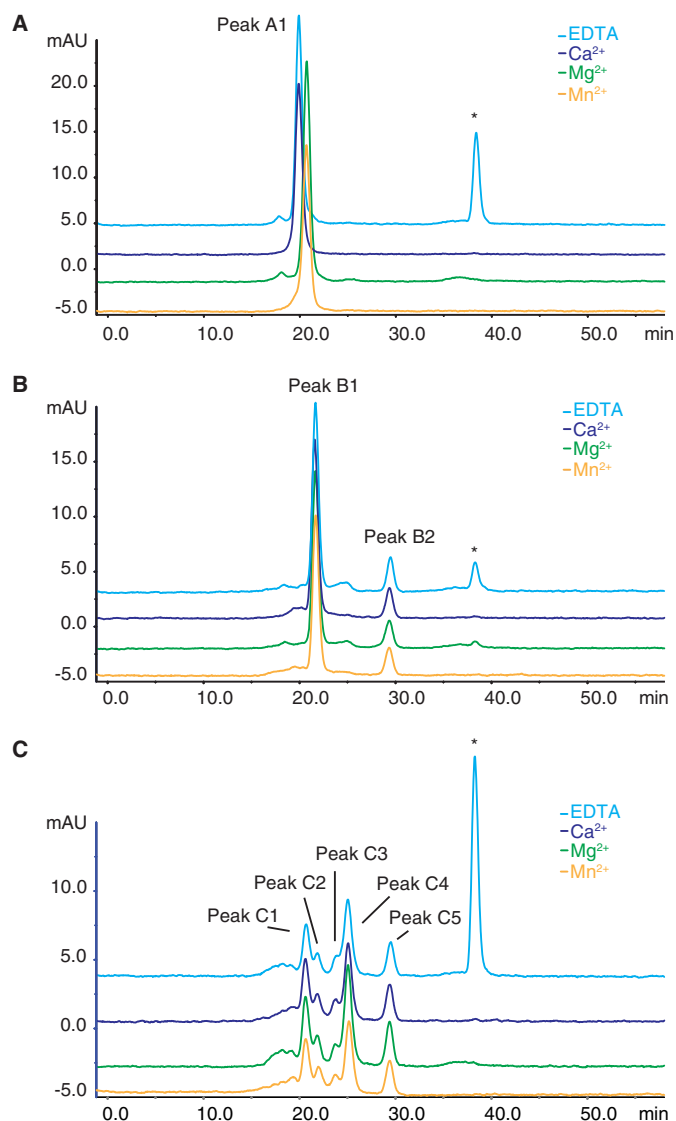 A
Peak A1
mAU
EDTA
Ca²⁺
Mg²⁺
Mn²⁺
*
20.0
15.0
10.0
5.0
0.0
-5.0
0.0 10.0 20.0 30.0 40.0 50.0 min
B
Peak B1
mAU
EDTA
Ca²⁺
Mg²⁺
Mn²⁺
15.0
10.0
Peak B2
*
5.0
0.0
-5.0
0.0 10.0 20.0 30.0 40.0 50.0 min
C
*
mAU
EDTA
Ca²⁺
Mg²⁺
Mn²⁺
Peak C3
Peak C2
Peak C4
Peak C1
Peak C5
10.0
5.0
0.0
-5.0
0.0 10.0 20.0 30.0 40.0 50.0 min